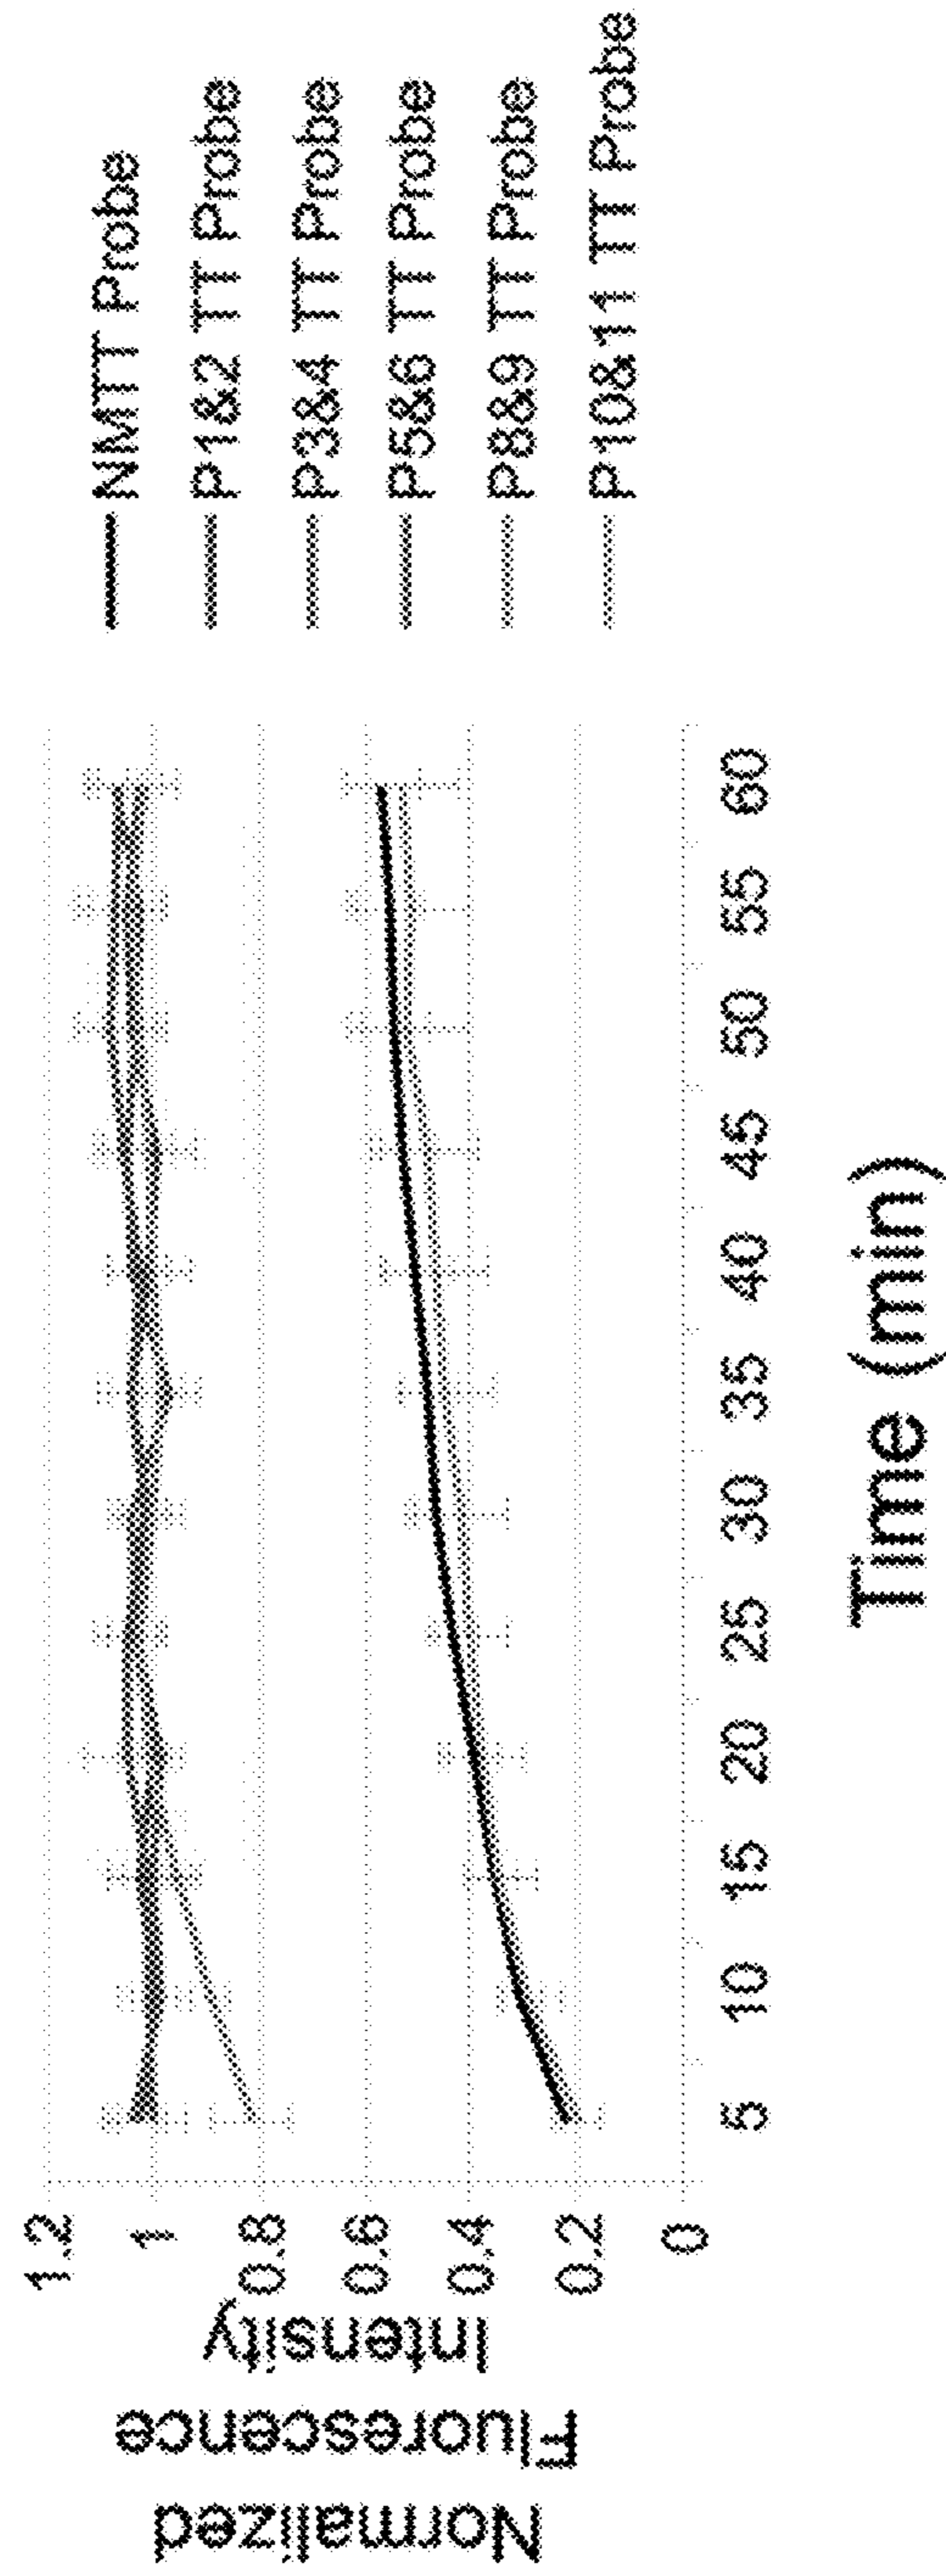 Normalized
Fluorescence
Intensity
1.2
1
0.8
0.6
0.4
0.2
0
5 10 15 20 25 30 35 40 45 50 55 60
Time (min)
NMTT Probe
P1&2 TT Probe
P3&4 TT Probe
P5&6 TT Probe
P8&9 TT Probe
P10&11 TT Probe